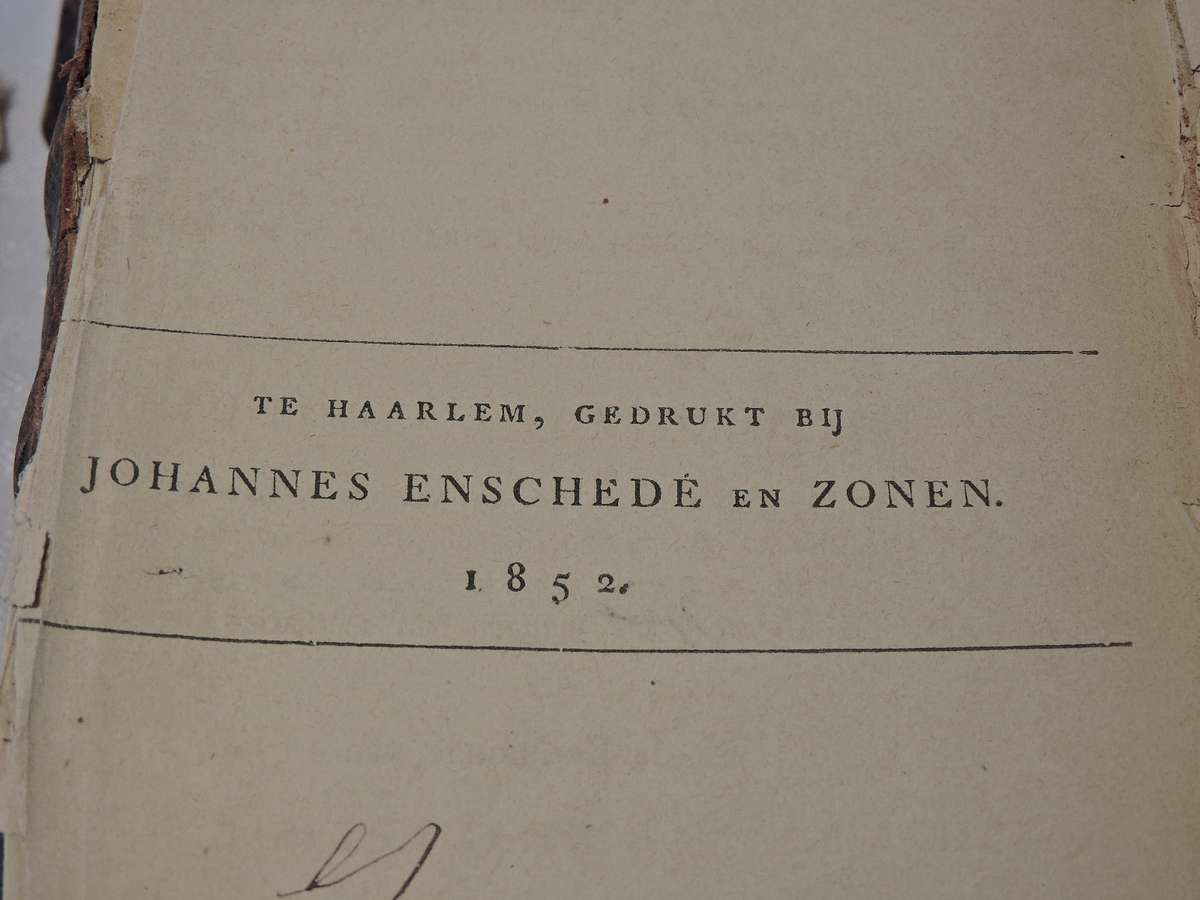 TE HAARLEM, GEDRUKT BIJ
JOHANNES ENSCHEDÉ EN ZONEN.
1852.